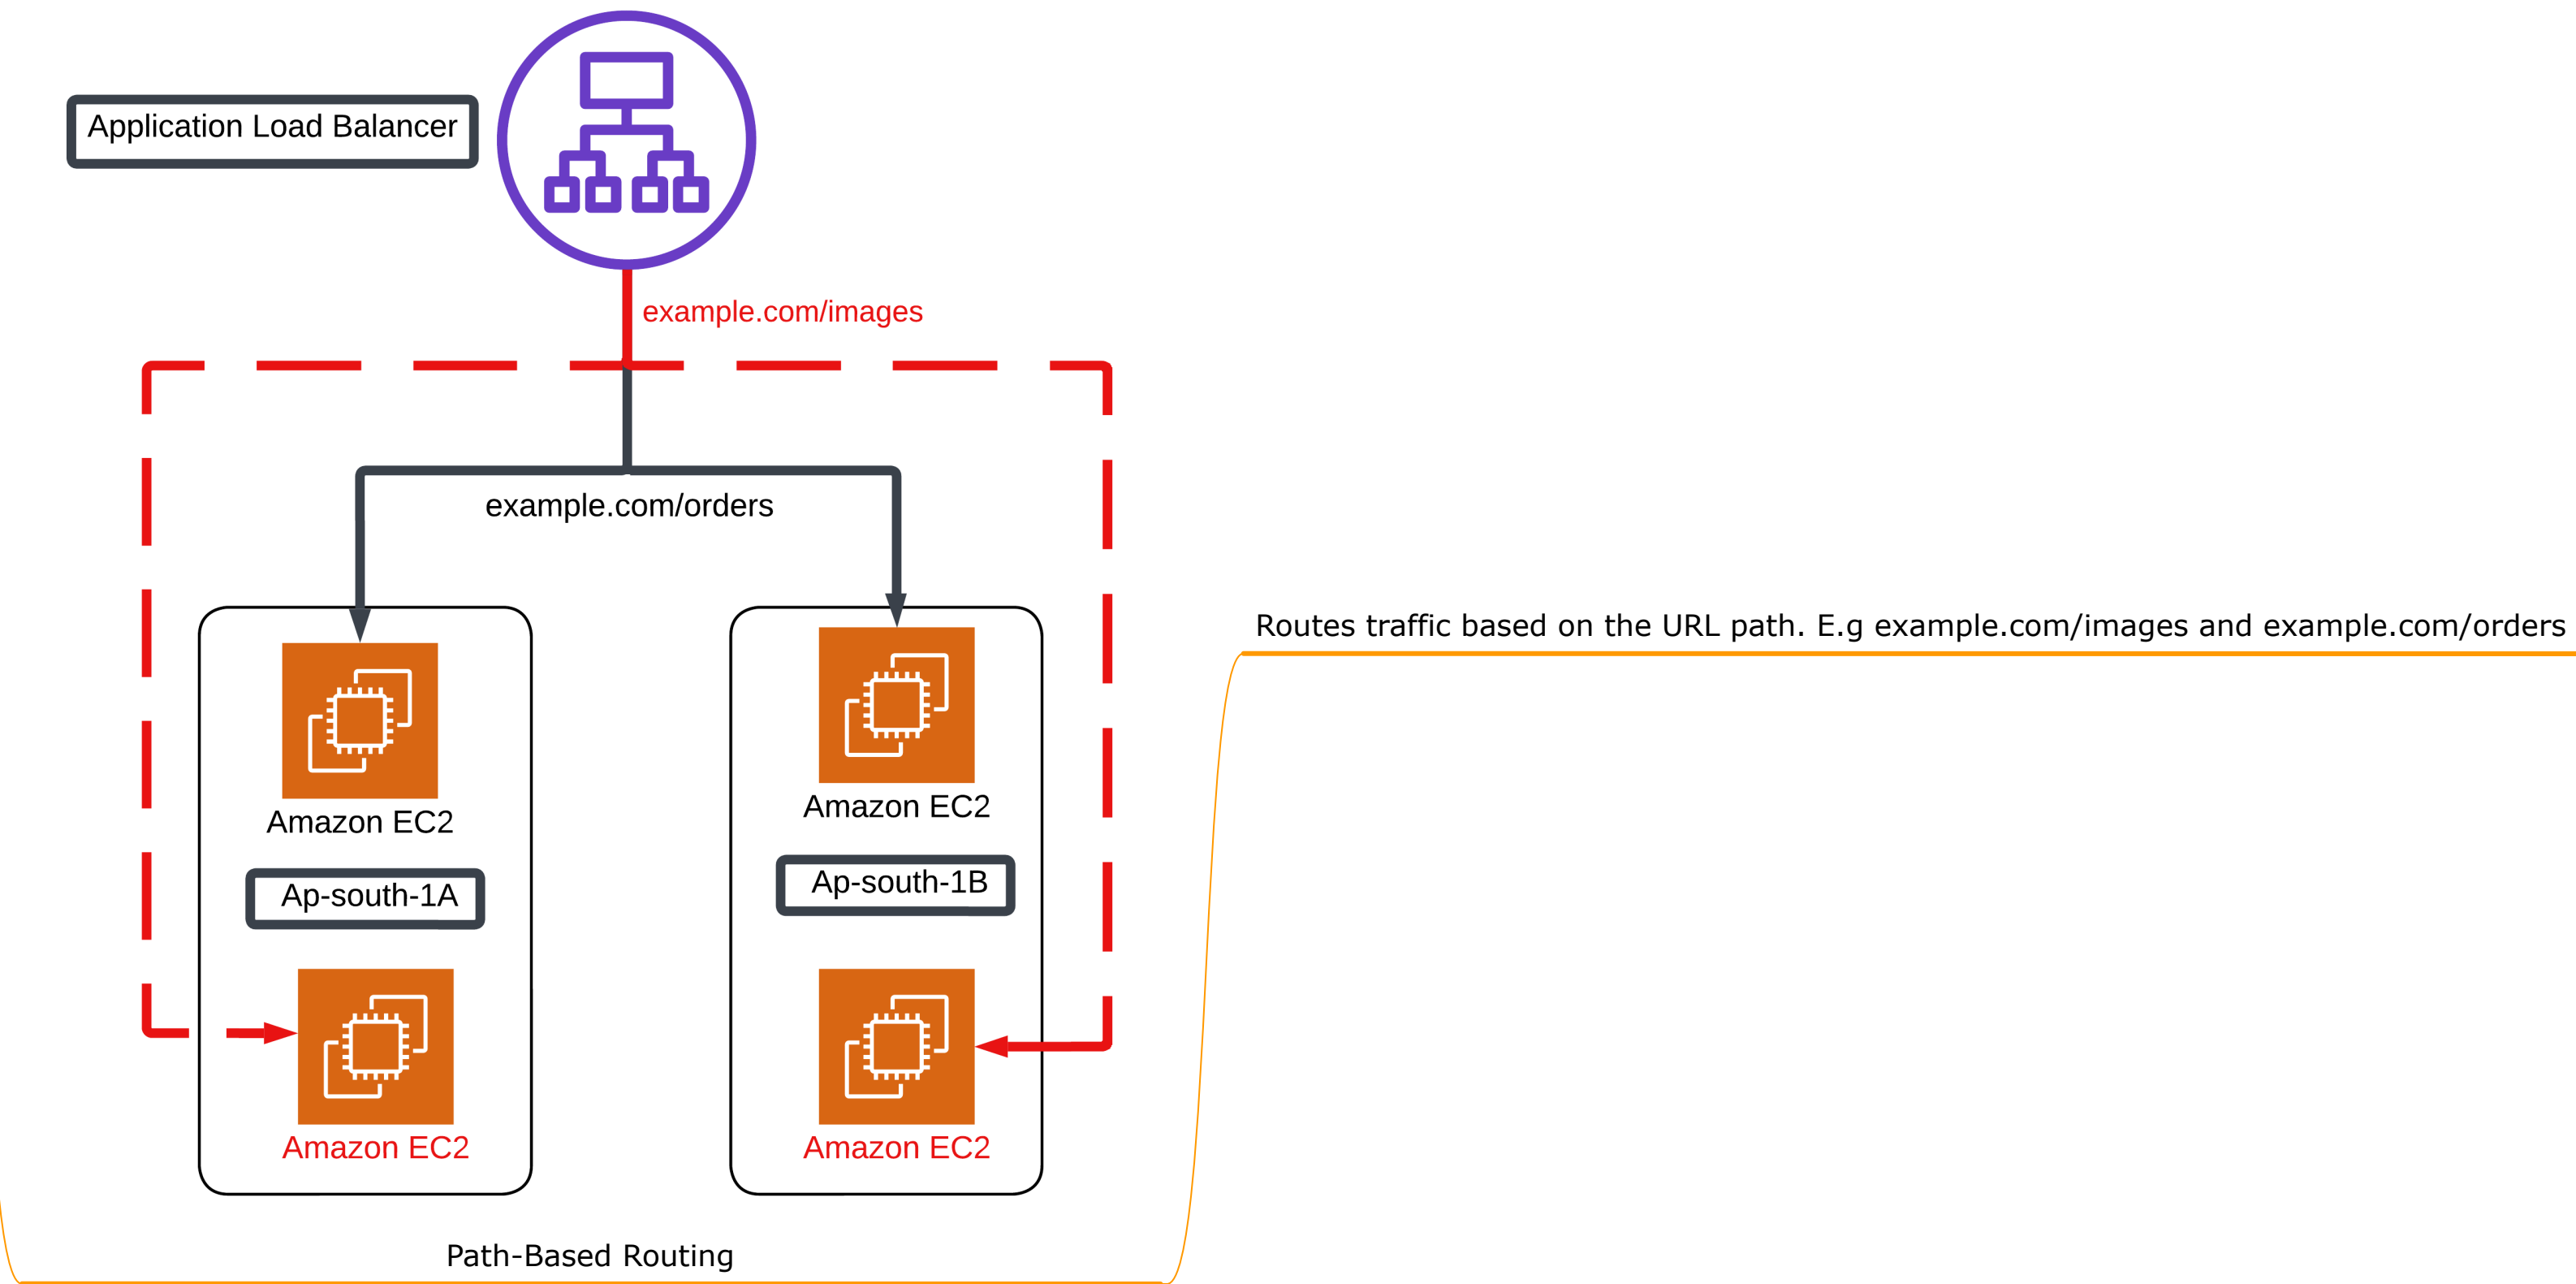 Application Load Balancer
example.com/images
example.com/orders
Routes traffic based on the URL path. E.g example.com/images and example.com/orders
Amazon EC2
Amazon EC2
Ap-south-1A
Ap-south-1B
Amazon EC2
Amazon EC2
Path-Based Routing